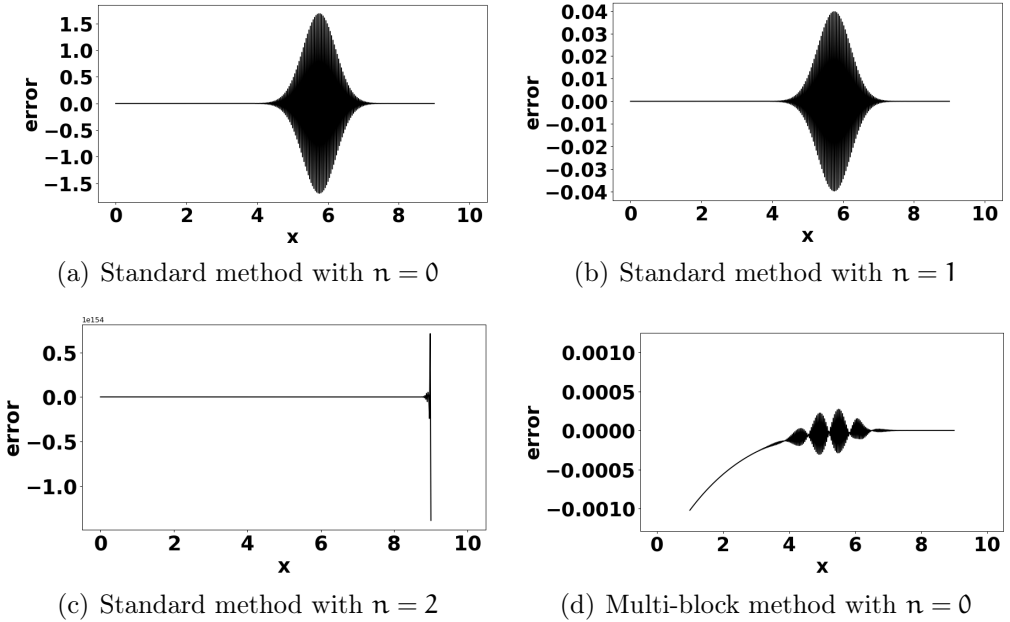 1.5
1.0
0.5
0.0
−0.5
−1.0
−1.5
error
0 2 4 6 8 10
x
(a) Standard method with n = 0
0.04
0.03
0.02
0.01
0.00
−0.01
−0.02
−0.03
−0.04
error
0 2 4 6 8 10
x
(b) Standard method with n = 1
1e154
0.5
0.0
−0.5
−1.0
error
0 2 4 6 8 10
x
(c) Standard method with n = 2
0.0010
0.0005
0.0000
−0.0005
−0.0010
error
0 2 4 6 8 10
x
(d) Multi-block method with n = 0